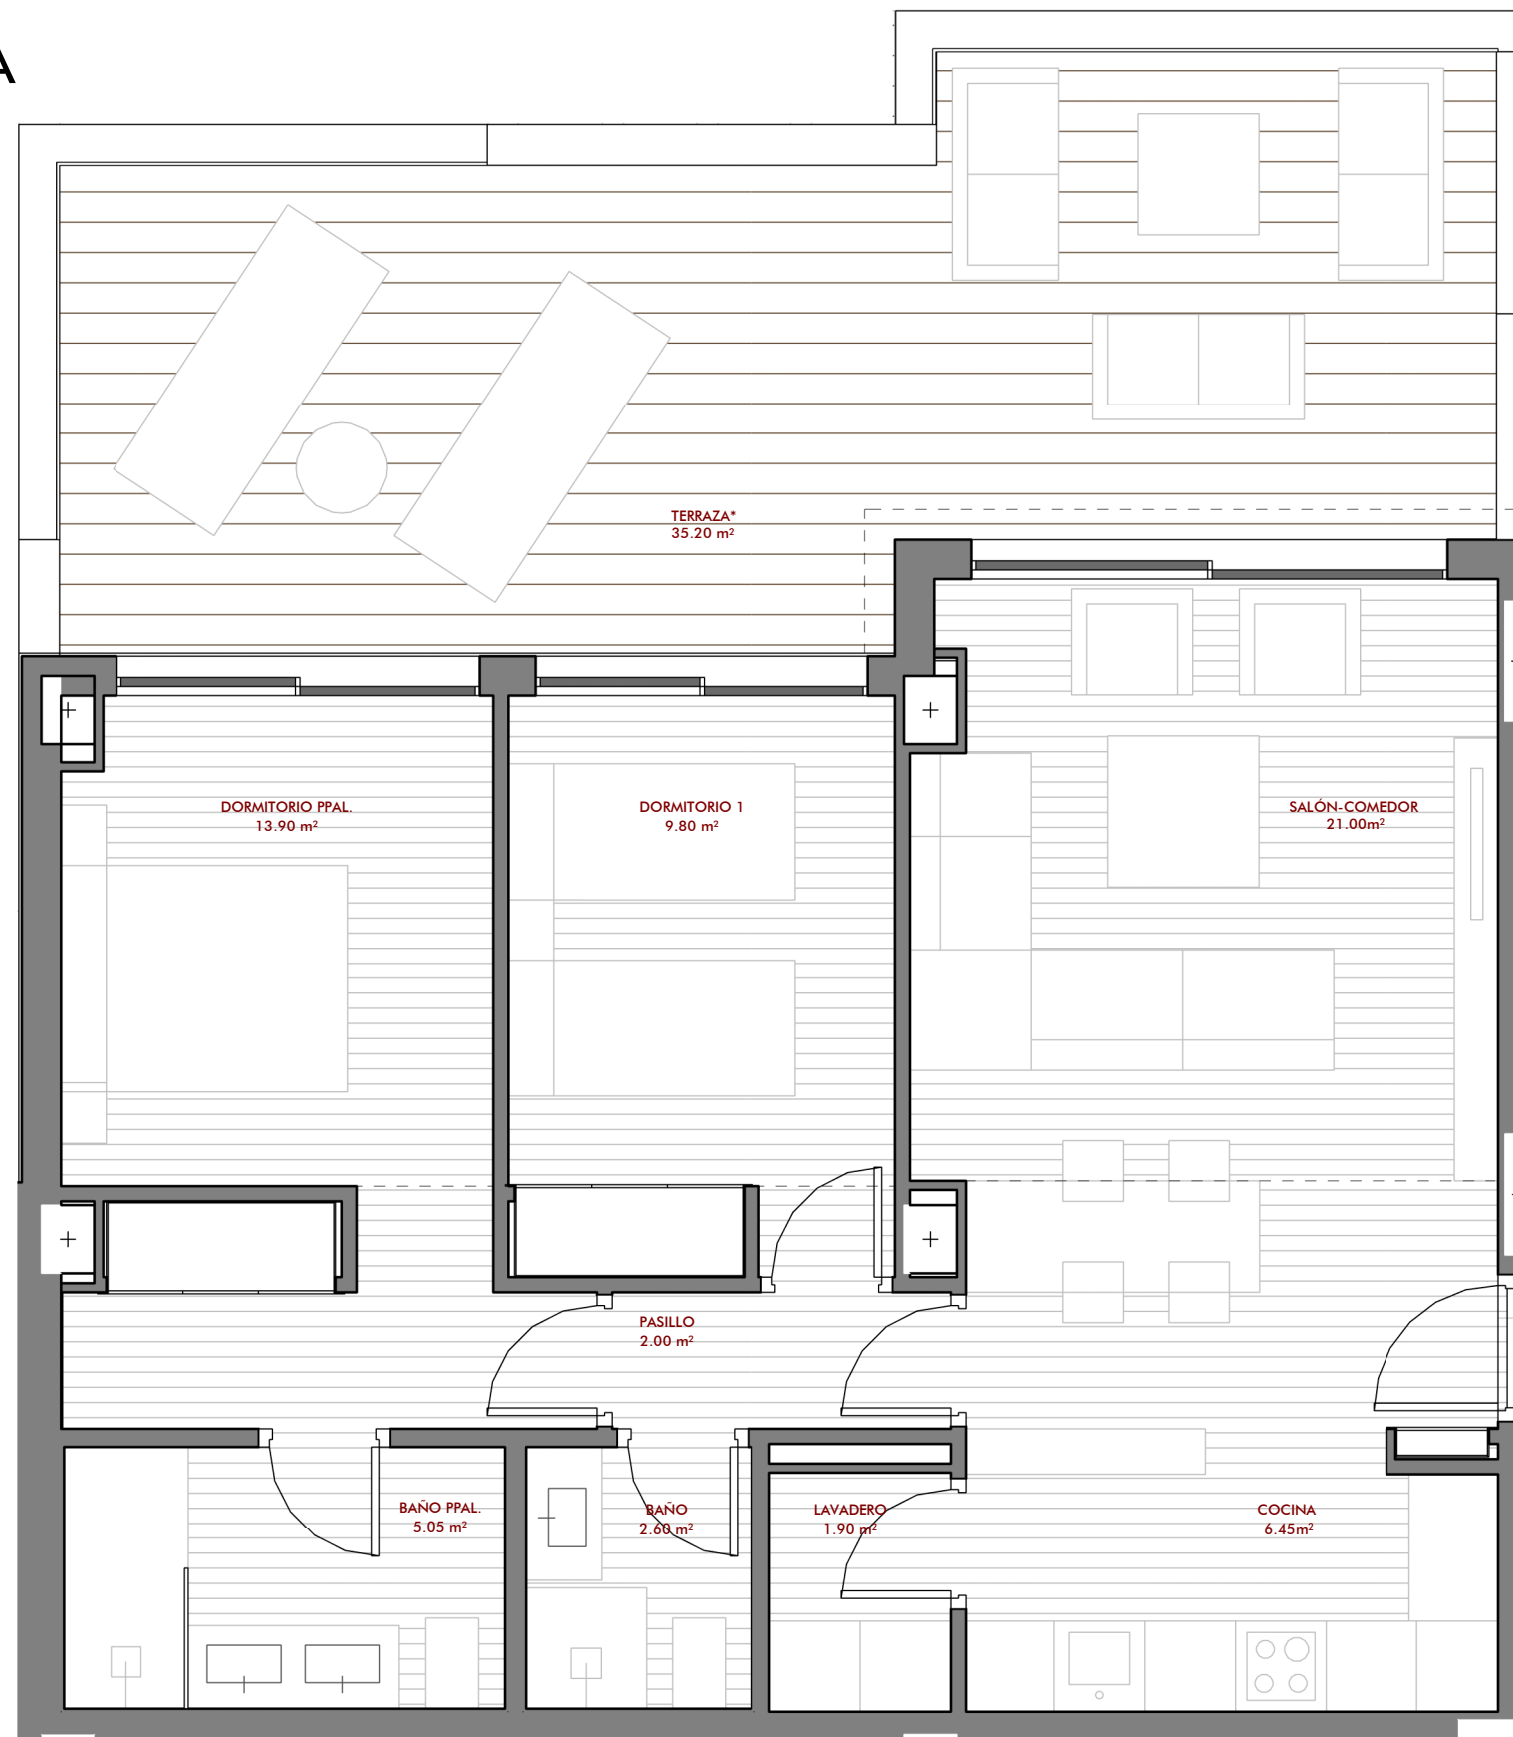 A
TERRAZA*
35.20 m²
DORMITORIO PPAL.
13.90 m²
DORMITORIO 1
9.80 m²
SALÓN-COMEDOR
21.00m²
PASILLO
2.00 m²
BAÑO PPAL.
5.05 m²
BAÑO
2.60 m²
LAVADERO
1.90 m²
COCINA
6.45m²